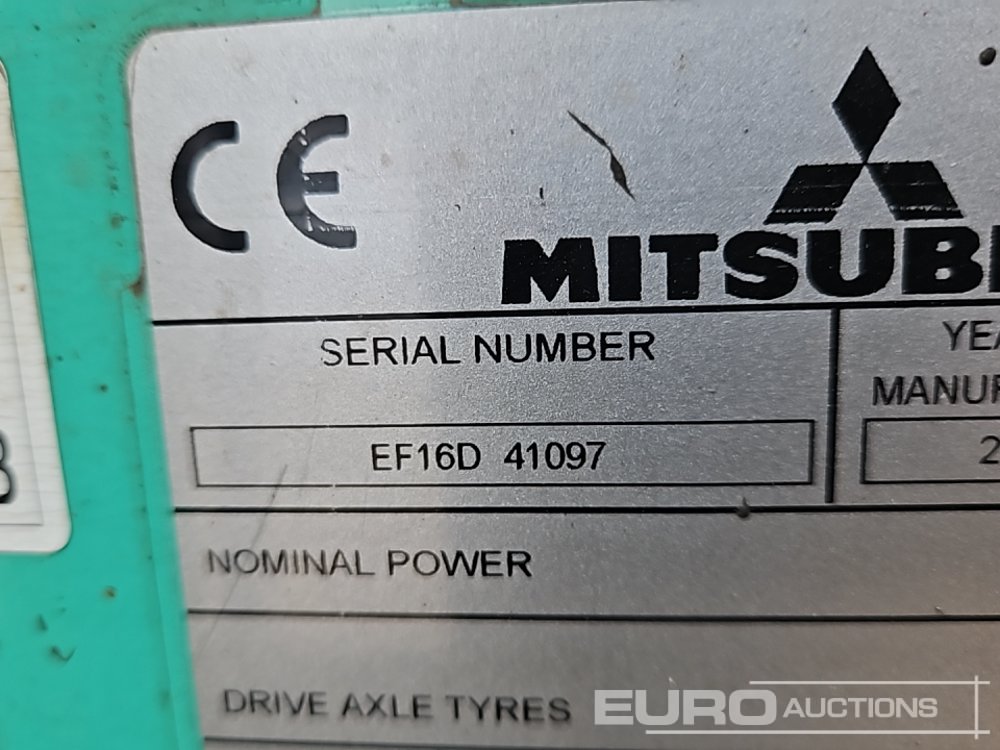 CE
MITSUB
SERIAL NUMBER
YEA
MANUF
EF16D 41097
2
NOMINAL POWER
DRIVE AXLE TYRES
EURO AUCTIONS